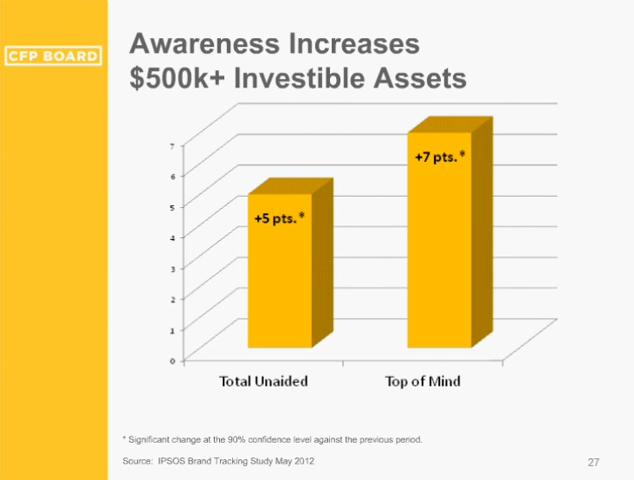 CFP BOARD
Awareness Increases
$500k+ Investible Assets
7
6
5
4
3
2
1
0
+5 pts.*
+7 pts.*
Total Unaided
Top of Mind
* Significant change at the 90% confidence level against the previous period.
Source: IPSOS Brand Tracking Study May 2012
27